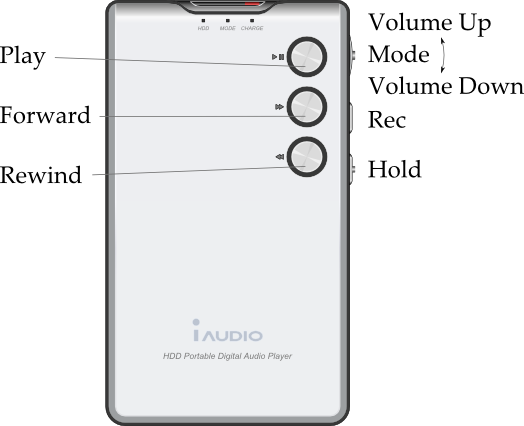 HDD MODE CHARGE
Volume Up
Play
Mode
Volume Down
Forward
Rec
Rewind
Hold
iAUDIO
HDD Portable Digital Audio Player